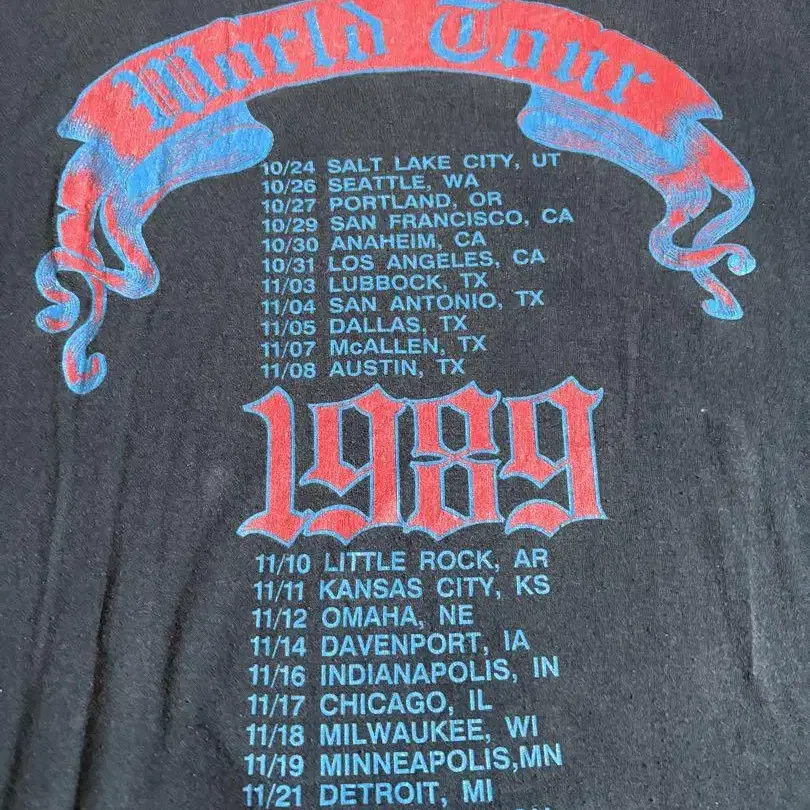 World Tour
10/24 SALT LAKE CITY, UT
10/26 SEATTLE, WA
10/27 PORTLAND, OR
10/29 SAN FRANCISCO, CA
10/30 ANAHEIM, CA
10/31 LOS ANGELES, CA
11/03 LUBBOCK, TX
11/04 SAN ANTONIO, TX
11/05 DALLAS, TX
11/07 McALLEN, TX
11/08 AUSTIN, TX
1989
11/10 LITTLE ROCK, AR
11/11 KANSAS CITY, KS
11/12 OMAHA, NE
11/14 DAVENPORT, IA
11/16 INDIANAPOLIS, IN
11/17 CHICAGO, IL
11/18 MILWAUKEE, WI
11/19 MINNEAPOLIS,MN
11/21 DETROIT, MI